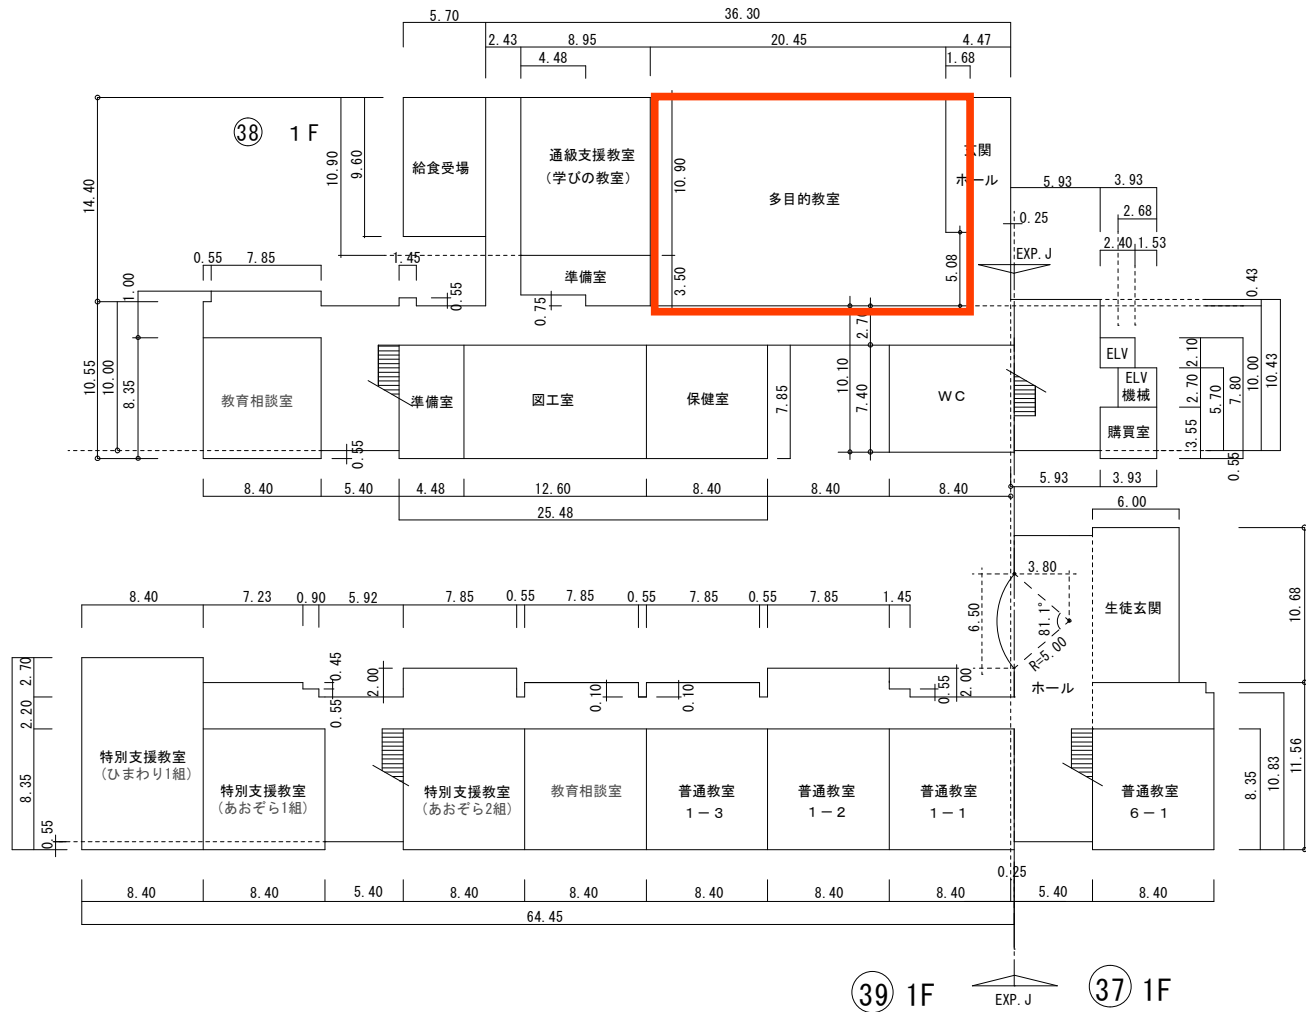 5.70
36.30
2.43
8.95
20.45
4.47
4.48
1.68
㊳ 1F
14.40
10.90
9.60
給食受場
通級支援教室
(学びの教室)
10.90
多目的教室
玄関
ホール
5.93
3.93
0.25
2.68
2.40
1.53
EXP.J
0.55
7.85
1.45
1.00
0.55
準備室
0.75
3.50
5.08
0.43
10.55
10.00
8.35
教育相談室
準備室
図工室
保健室
7.85
10.10
2.70
7.40
WC
ELV
ELV
機械
購買室
2.10
2.70
3.55
5.70
7.80
10.00
10.43
0.55
0.55
8.40
5.40
4.48
12.60
8.40
8.40
8.40
5.93
3.93
25.48
6.00
3.80
6.50
81.1°
R=5.00
生徒玄関
10.68
ホール
8.40
7.23
0.90
5.92
7.85
0.55
7.85
0.55
7.85
0.55
7.85
1.45
2.70
2.20
8.35
0.55
0.45
0.55
2.00
0.10
0.10
0.55
2.00
特別支援教室
(ひまわり1組)
特別支援教室
(あおぞら1組)
特別支援教室
(あおぞら2組)
教育相談室
普通教室
1-3
普通教室
1-2
普通教室
1-1
普通教室
6-1
8.35
10.83
11.56
0.25
8.40
8.40
5.40
8.40
8.40
8.40
8.40
8.40
5.40
8.40
64.45
㊴ 1F
EXP.J
㊲ 1F